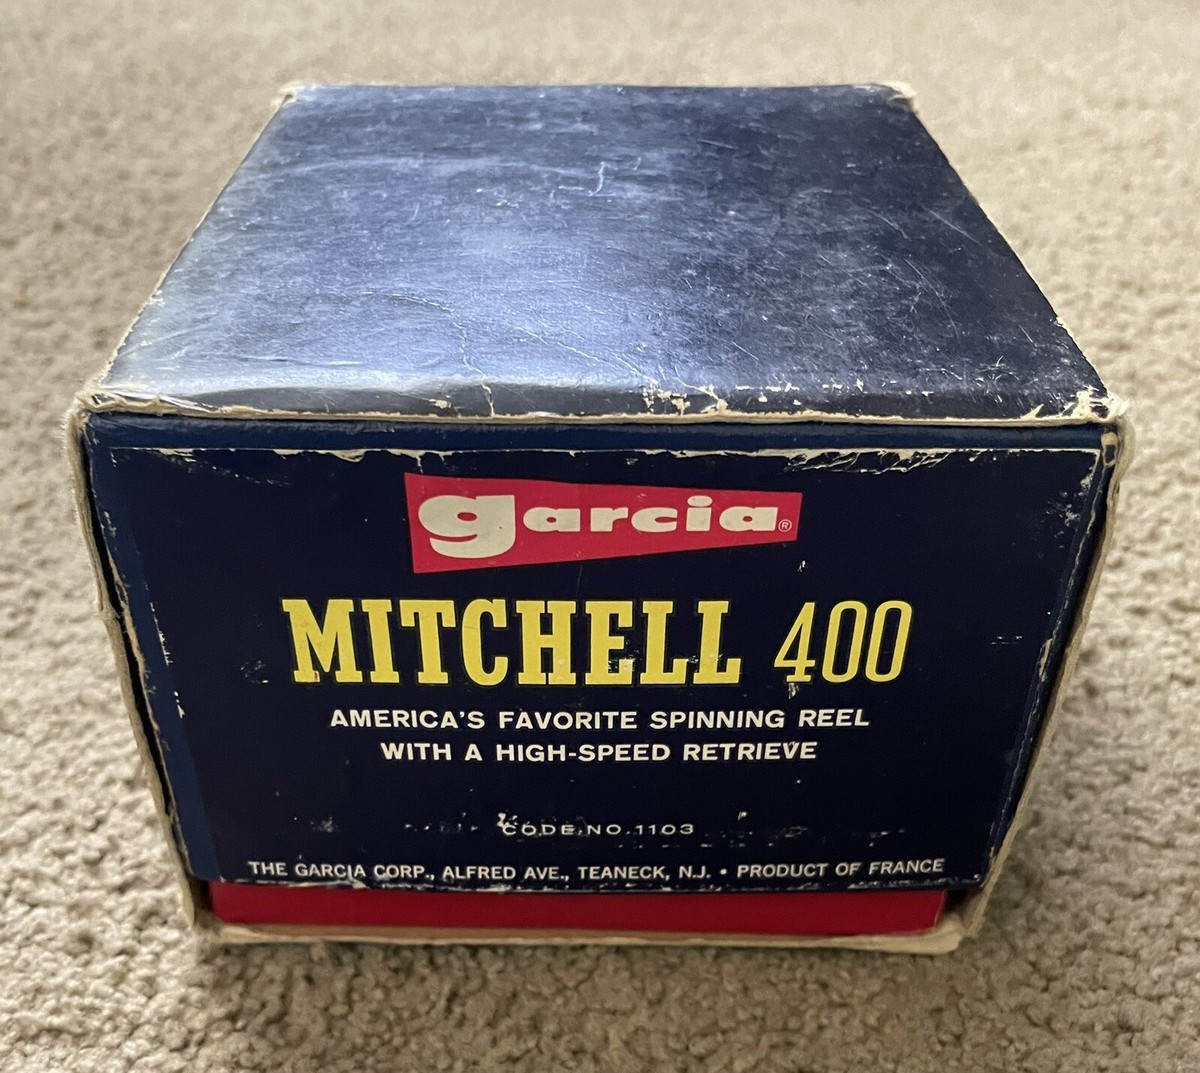 garcia®
MITCHELL 400
AMERICA'S FAVORITE SPINNING REEL
WITH A HIGH-SPEED RETRIEVE
CODE NO. 1103
THE GARCIA CORP., ALFRED AVE., TEANECK, N.J. • PRODUCT OF FRANCE